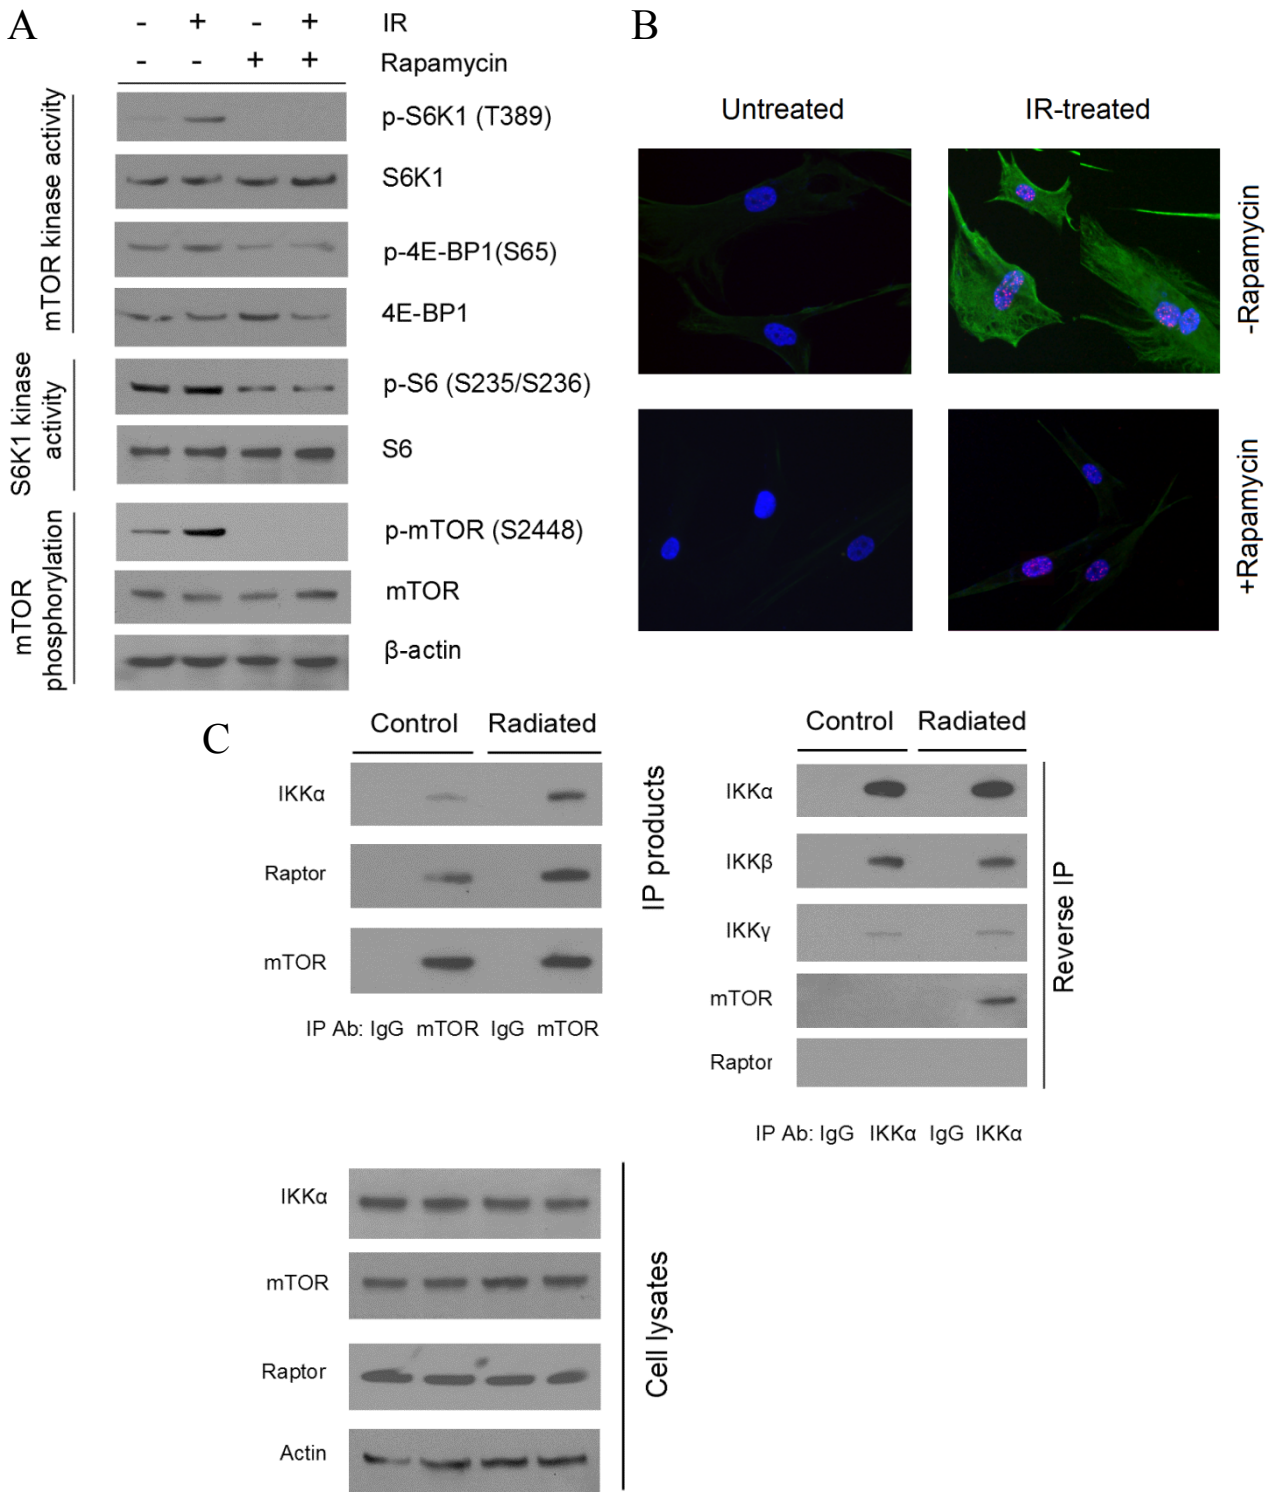 A
- + - + IR
- - + + Rapamycin
mTOR kinase activity
p-S6K1 (T389)
S6K1
p-4E-BP1(S65)
4E-BP1
S6K1 kinase
activity
p-S6 (S235/S236)
S6
mTOR
phosphorylation
p-mTOR (S2448)
mTOR
β-actin
B
Untreated
IR-treated
-Rapamycin
+Rapamycin
C
Control Radiated
IKKα
Raptor
mTOR
IP Ab: IgG mTOR IgG mTOR
IP products
Control Radiated
IKKα
IKKβ
IKKγ
mTOR
Raptor
IP Ab: IgG IKKα IgG IKKα
Reverse IP
IKKα
mTOR
Raptor
Actin
Cell lysates